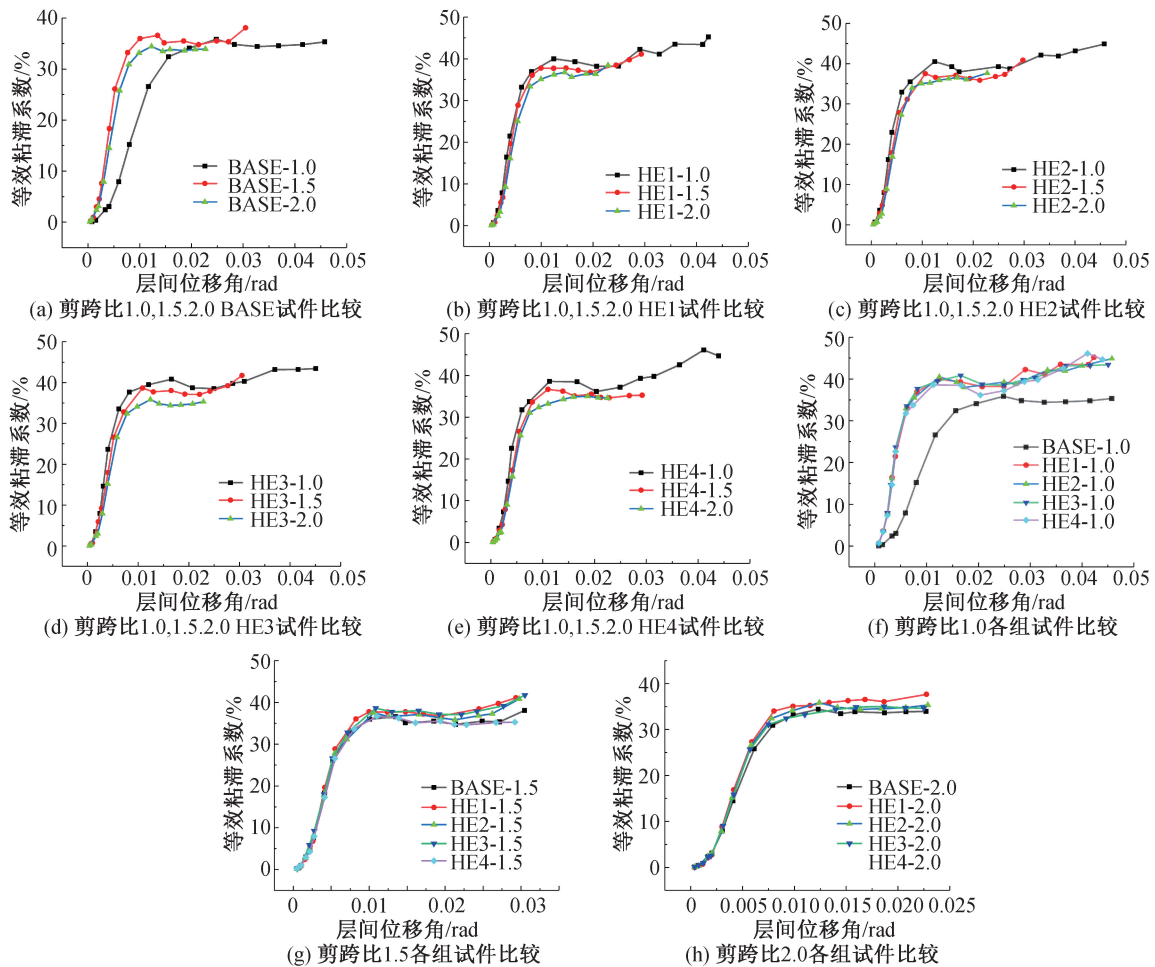 40
30
20
10
0
等效粘滞系数/%
BASE-1.0
BASE-1.5
BASE-2.0
0 0.01 0.02 0.03 0.04 0.05
层间位移角/rad
(a) 剪跨比1.0,1.5.2.0 BASE试件比较
50
40
30
20
10
0
等效粘滞系数/%
HE1-1.0
HE1-1.5
HE1-2.0
0 0.01 0.02 0.03 0.04 0.05
层间位移角/rad
(b) 剪跨比1.0,1.5.2.0 HE1试件比较
50
40
30
20
10
0
等效粘滞系数/%
HE2-1.0
HE2-1.5
HE2-2.0
0 0.01 0.02 0.03 0.04 0.05
层间位移角/rad
(c) 剪跨比1.0,1.5.2.0 HE2试件比较
50
40
30
20
10
0
等效粘滞系数/%
HE3-1.0
HE3-1.5
HE3-2.0
0 0.01 0.02 0.03 0.04 0.05
层间位移角/rad
(d) 剪跨比1.0,1.5.2.0 HE3试件比较
50
40
30
20
10
0
等效粘滞系数/%
HE4-1.0
HE4-1.5
HE4-2.0
0 0.01 0.02 0.03 0.04 0.05
层间位移角/rad
(e) 剪跨比1.0,1.5.2.0 HE4试件比较
50
40
30
20
10
0
等效粘滞系数/%
BASE-1.0
HE1-1.0
HE2-1.0
HE3-1.0
HE4-1.0
0 0.01 0.02 0.03 0.04 0.05
层间位移角/rad
(f) 剪跨比1.0各组试件比较
50
40
30
20
10
0
等效粘滞系数/%
BASE-1.5
HE1-1.5
HE2-1.5
HE3-1.5
HE4-1.5
0 0.01 0.02 0.03
层间位移角/rad
(g) 剪跨比1.5各组试件比较
50
40
30
20
10
0
等效粘滞系数/%
BASE-2.0
HE1-2.0
HE2-2.0
HE3-2.0
HE4-2.0
0 0.005 0.010 0.015 0.020 0.025
层间位移角/rad
(h) 剪跨比2.0各组试件比较